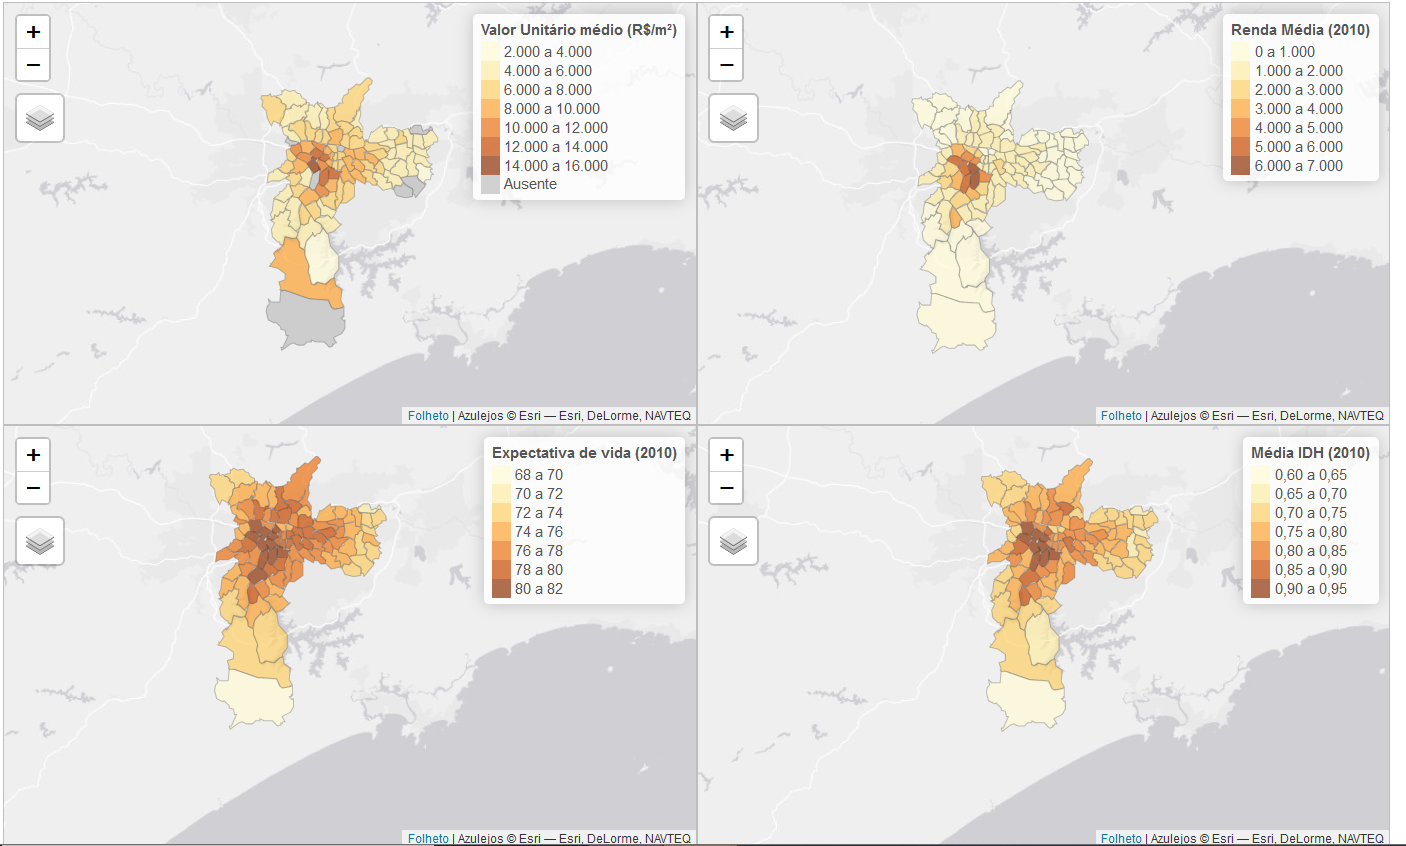 +
−
Valor Unitário médio (R$/m²)
2.000 a 4.000
4.000 a 6.000
6.000 a 8.000
8.000 a 10.000
10.000 a 12.000
12.000 a 14.000
14.000 a 16.000
Ausente
Folheto | Azulejos © Esri — Esri, DeLorme, NAVTEQ
+
−
Renda Média (2010)
0 a 1.000
1.000 a 2.000
2.000 a 3.000
3.000 a 4.000
4.000 a 5.000
5.000 a 6.000
6.000 a 7.000
Folheto | Azulejos © Esri — Esri, DeLorme, NAVTEQ
+
−
Expectativa de vida (2010)
68 a 70
70 a 72
72 a 74
74 a 76
76 a 78
78 a 80
80 a 82
Folheto | Azulejos © Esri — Esri, DeLorme, NAVTEQ
+
−
Média IDH (2010)
0,60 a 0,65
0,65 a 0,70
0,70 a 0,75
0,75 a 0,80
0,80 a 0,85
0,85 a 0,90
0,90 a 0,95
Folheto | Azulejos © Esri — Esri, DeLorme, NAVTEQ